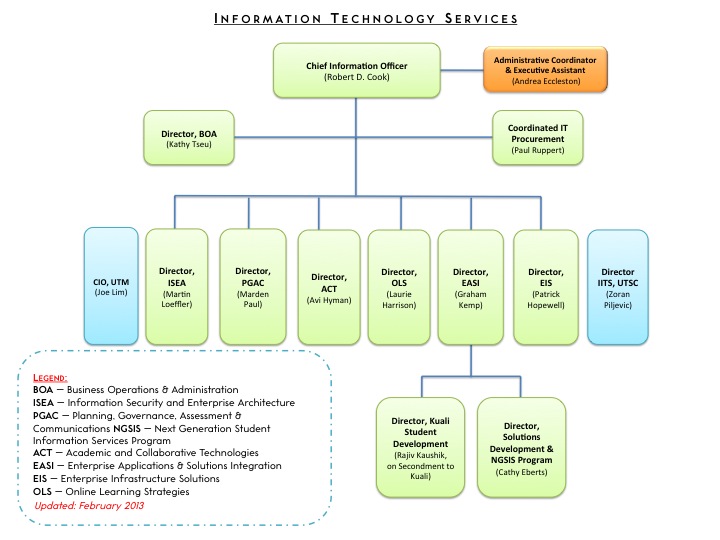 INFORMATION TECHNOLOGY SERVICES
Chief Information Officer
(Robert D. Cook)
Administrative Coordinator
& Executive Assistant
(Andrea Eccleston)
Director, BOA
(Kathy Tseu)
Coordinated IT
Procurement
(Paul Ruppert)
CIO, UTM
(Joe Lim)
Director,
ISEA
(Martin
Loeffler)
Director,
PGAC
(Marden
Paul)
Director,
ACT
(Avi Hyman)
Director,
OLS
(Laurie
Harrison)
Director,
EASI
(Graham
Kemp)
Director,
EIS
(Patrick
Hopewell)
Director
IITS, UTSC
(Zoran
Piljevic)
Director, Kuali
Student
Development
(Rajiv Kaushik,
on Secondment to
Kuali)
Director,
Solutions
Development &
NGSIS Program
(Cathy Eberts)
LEGEND:
BOA – Business Operations & Administration
ISEA – Information Security and Enterprise Architecture
PGAC – Planning, Governance, Assessment &
Communications NGSIS – Next Generation Student
Information Services Program
ACT – Academic and Collaborative Technologies
EASI – Enterprise Applications & Solutions Integration
EIS – Enterprise Infrastructure Solutions
OLS – Online Learning Strategies
Updated: February 2013